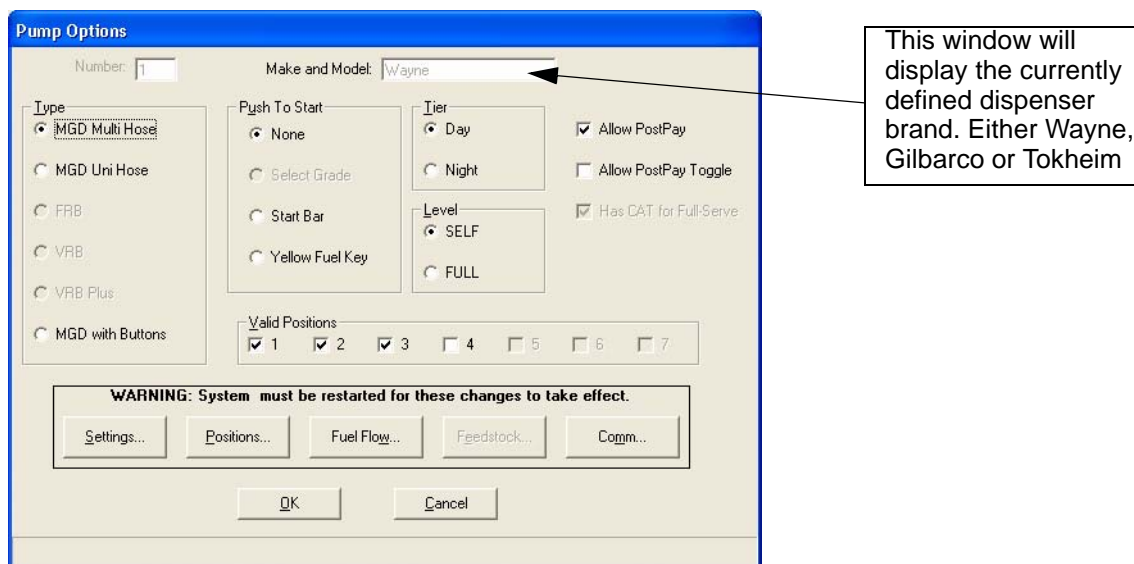 Pump Options
Number: 1
Make and Model: Wayne
Type
MGD Multi Hose
MGD Uni Hose
FRB
VRB
VRB Plus
MGD with Buttons
Push To Start
None
Select Grade
Start Bar
Yellow Fuel Key
Tier
Day
Night
Level
SELF
FULL
Allow PostPay
Allow PostPay Toggle
Has CAT for Full-Serve
Valid Positions
1 2 3 4 5 6 7
WARNING: System must be restarted for these changes to take effect.
Settings... Positions... Fuel Flow... Feedstock... Comm...
OK Cancel
This window will
display the currently
defined dispenser
brand. Either Wayne,
Gilbarco or Tokheim